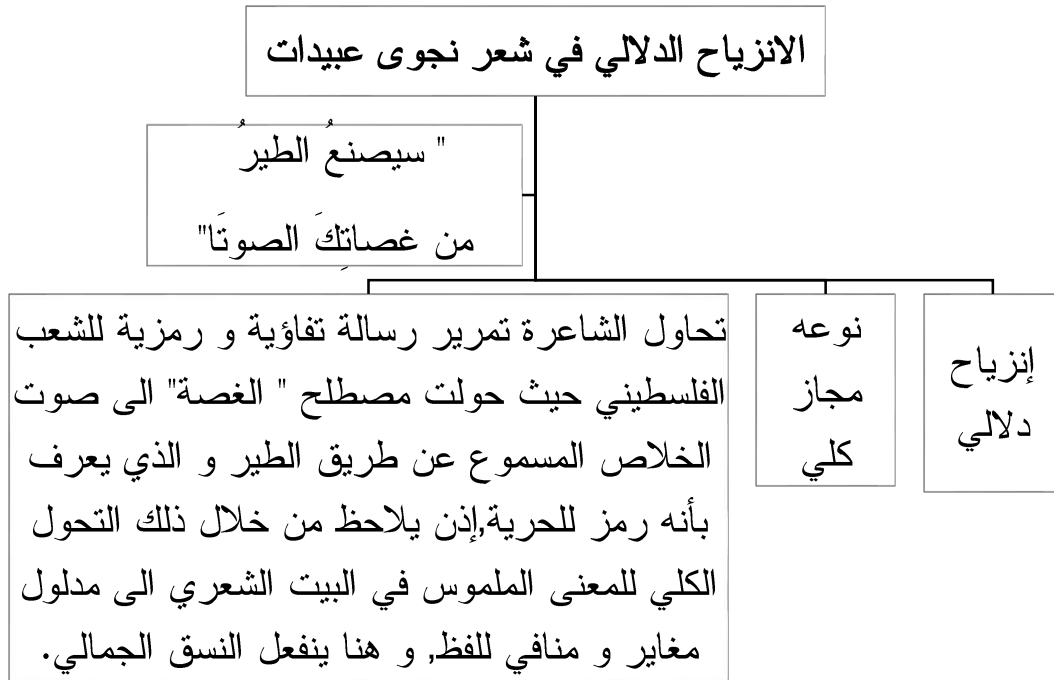 الانزياح الدلالي في شعر نجوى عبيدات
" سيصنعُ الطيرُ
من غصاتِكَ الصوتَا"
إنزياح
دلالي
نوعه
مجاز
كلي
تحاول الشاعرة تمرير رسالة تفاؤية و رمزية للشعب
الفلسطيني حيث حولت مصطلح " الغصة" الى صوت
الخلاص المسموع عن طريق الطير و الذي يعرف
بأنه رمز للحرية,إذن يلاحظ من خلال ذلك التحول
الكلي للمعنى الملموس في البيت الشعري الى مدلول
مغاير و منافي للفظ, و هنا ينفعل النسق الجمالي.